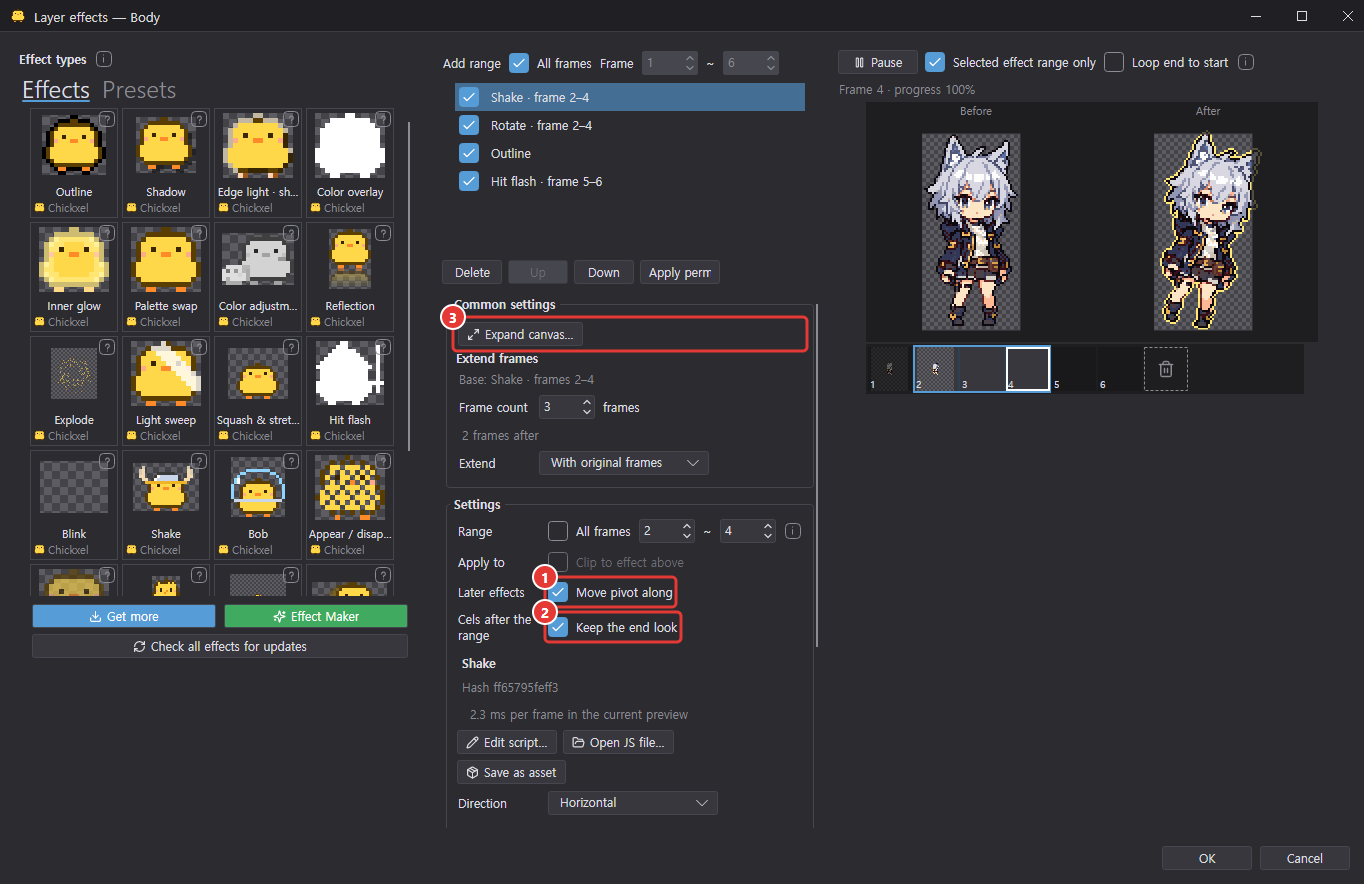 Layer effects — Body
Effect types
Effects Presets
Outline
Shadow
Edge light · sh...
Color overlay
Chickxel
Chickxel
Chickxel
Chickxel
Inner glow
Palette swap
Color adjustm...
Reflection
Chickxel
Chickxel
Chickxel
Chickxel
Explode
Light sweep
Squash & stret...
Hit flash
Chickxel
Chickxel
Chickxel
Chickxel
Blink
Shake
Bob
Appear / disap...
Chickxel
Chickxel
Chickxel
Chickxel
Get more
Effect Maker
Check all effects for updates
Add range All frames Frame 1 ~ 6
Shake · frame 2–4
Rotate · frame 2–4
Outline
Hit flash · frame 5–6
Delete Up Down Apply perm
Common settings
3
Expand canvas...
Extend frames
Base: Shake · frames 2–4
Frame count 3 frames
2 frames after
Extend With original frames
Settings
Range All frames 2 ~ 4
Apply to Clip to effect above
1
Later effects Move pivot along
2
Cels after the range Keep the end look
Shake
Hash ff65795feff3
2.3 ms per frame in the current preview
Edit script... Open JS file...
Save as asset
Direction Horizontal
Pause Selected effect range only Loop end to start
Frame 4 · progress 100%
Before After
1 2 3 4 5 6
OK Cancel